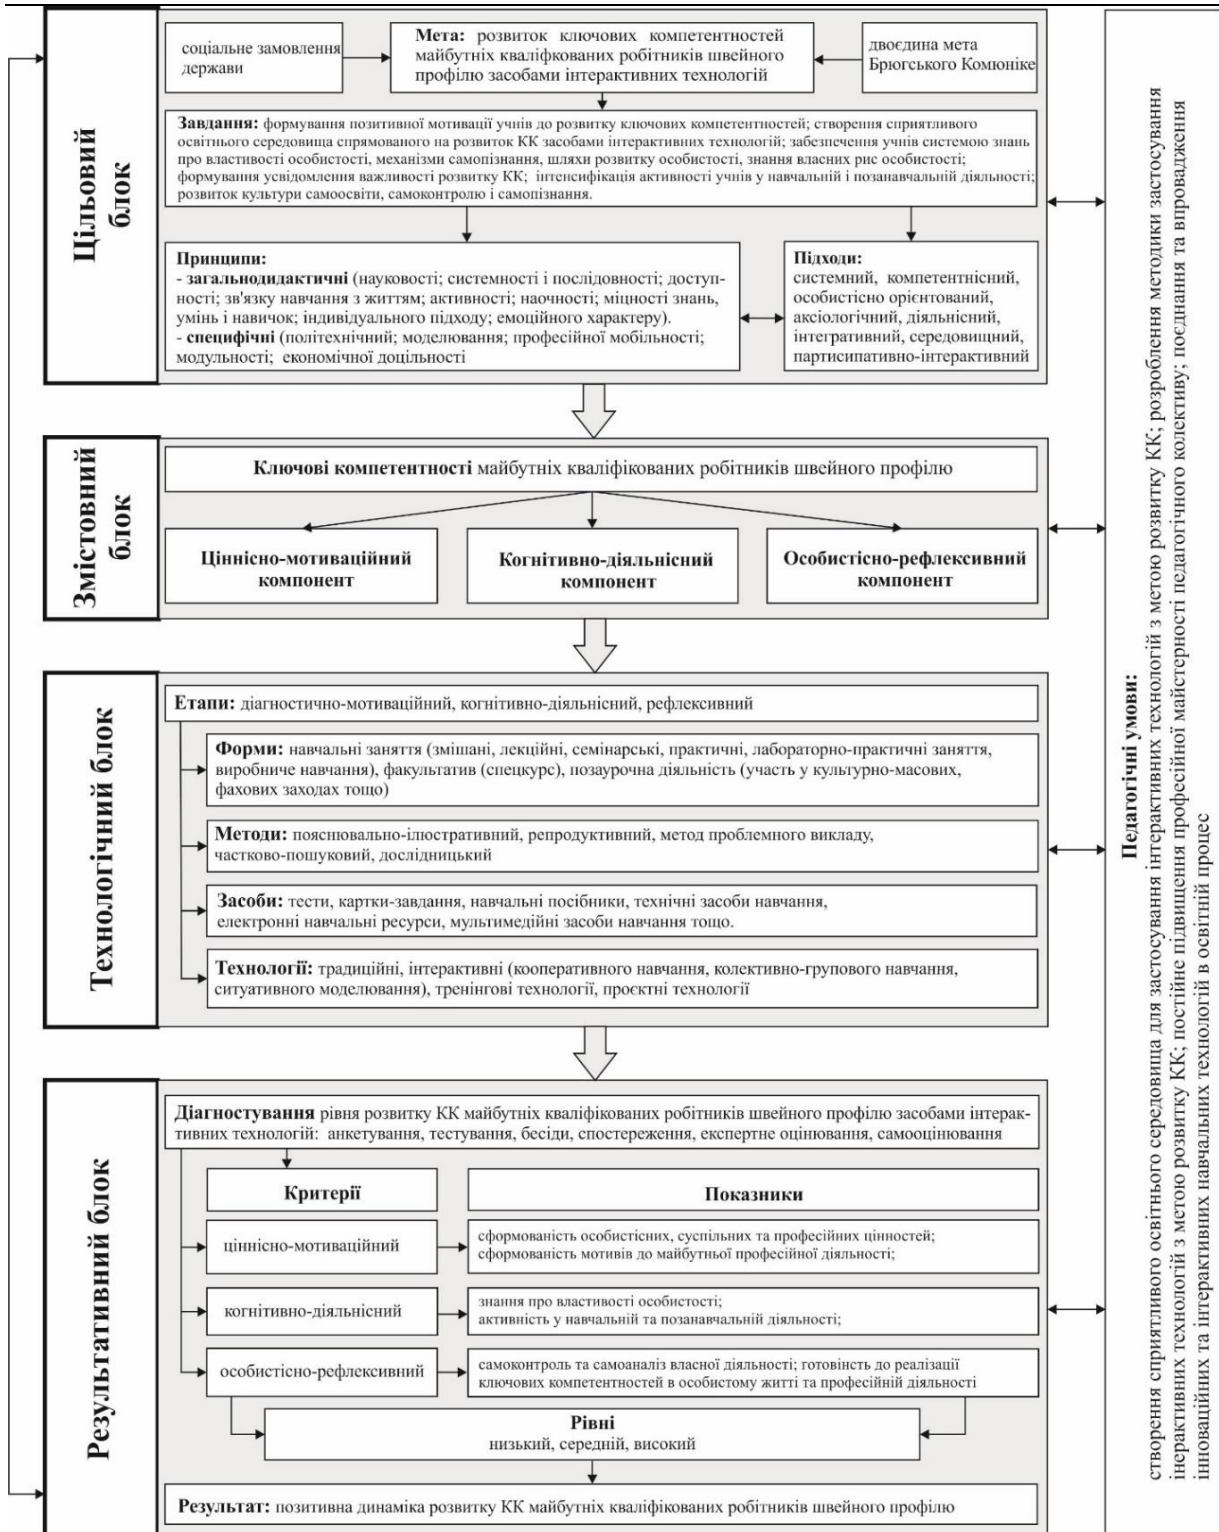 Цільовий
блок
соціальне замовлення
держави
Мета: розвиток ключових компетентностей
майбутніх кваліфкованих робітників швейного
профілю засобами інтерактивних технологій
двоєдина мета
Брюгського Комюніке
Завдання: формування позитивної мотивації учнів до розвитку ключових компетентностей; створення сприятливого
освітнього середовища спрямованого на розвиток КК засобами інтерактивних технологій; забезпечення учнів системою знань
про властивості особистості, механізми самопізнання, шляхи розвитку особистості, знання власних рис особистості;
формування усвідомлення важливості розвитку КК; інтенсифікація активності учнів у навчальній і позанавчальній діяльності;
розвиток культури самоосвіти, самоконтролю і самопізнання.
Принципи:
- загальнодидактичні (науковості; системності і послідовності; доступ-
ності; зв'язку навчання з життям; активності; наочності; міцності знань,
умінь і навичок; індивідуального підходу; емоційного характеру).
- специфічні (політехнічний; моделювання; професійної мобільності;
модульності; економічної доцільності
Підходи:
системний, компетентнісний,
особистісно орієнтований,
аксіологічний, діяльнісний,
інтегративний, середовищний,
партисипативно-інтерактивний
Змістовний
блок
Ключові компетентності майбутніх кваліфікованих робітників швейного профілю
Ціннісно-мотиваційний
компонент
Когнитивно-діяльнісний
компонент
Особистісно-рефлексивний
компонент
Технологічний блок
Етапи: діагностично-мотиваційний, когнітивно-діяльнісний, рефлексивний
Форми: навчальні заняття (змішані, лекційні, семінарські, практичні, лабораторно-практичні заняття,
виробниче навчання), факультатив (спецкурс), позаурочна діяльність (участь у культурно-масових,
фахових заходах тощо)
Методи: пояснювально-ілюстративний, репродуктивний, метод проблемного викладу,
частково-пошуковий, дослідницький
Засоби: тести, картки-завдання, навчальні посібники, технічні засоби навчання,
електронні навчальні ресурси, мультимедійні засоби навчання тощо.
Технології: традиційні, інтерактивні (кооперативного навчання, колективно-групового навчання,
ситуативного моделювання), тренінгові технології, проєктні технології
Результативний блок
Діагностування рівня розвитку КК майбутніх кваліфікованих робітників швейного профілю засобами інтерак-
тивних технологій: анкетування, тестування, бесіди, спостереження, експертне оцінювання, самооцінювання
Критерії
Показники
ціннісно-мотиваційний
сформованість особистісних, суспільних та професійних цінностей;
сформованість мотивів до майбутньої професійної діяльності;
когнитивно-діяльнісний
знання про властивості особистості;
активність у навчальній та позанавчальній діяльності;
особистісно-рефлексивний
самоконтроль та самоаналіз власної діяльності; готовність до реалізації
ключових компетентностей в особистому житті та професійній діяльності
Рівні
низький, середній, високий
Результат: позитивна динаміка розвитку КК майбутніх кваліфікованих робітників швейного профілю
Педагогічні умови:
створення сприятливого освітнього середовища для застосування інтерактивних технологій з метою розвитку КК; розроблення методики застосування
інерактивних технологій з метою розвитку КК; постійне підвищення професійної майстерності педагогічного колективу; поєднання та впровадження
інноваційних та інтерактивних навчальних технологій в освітній процес